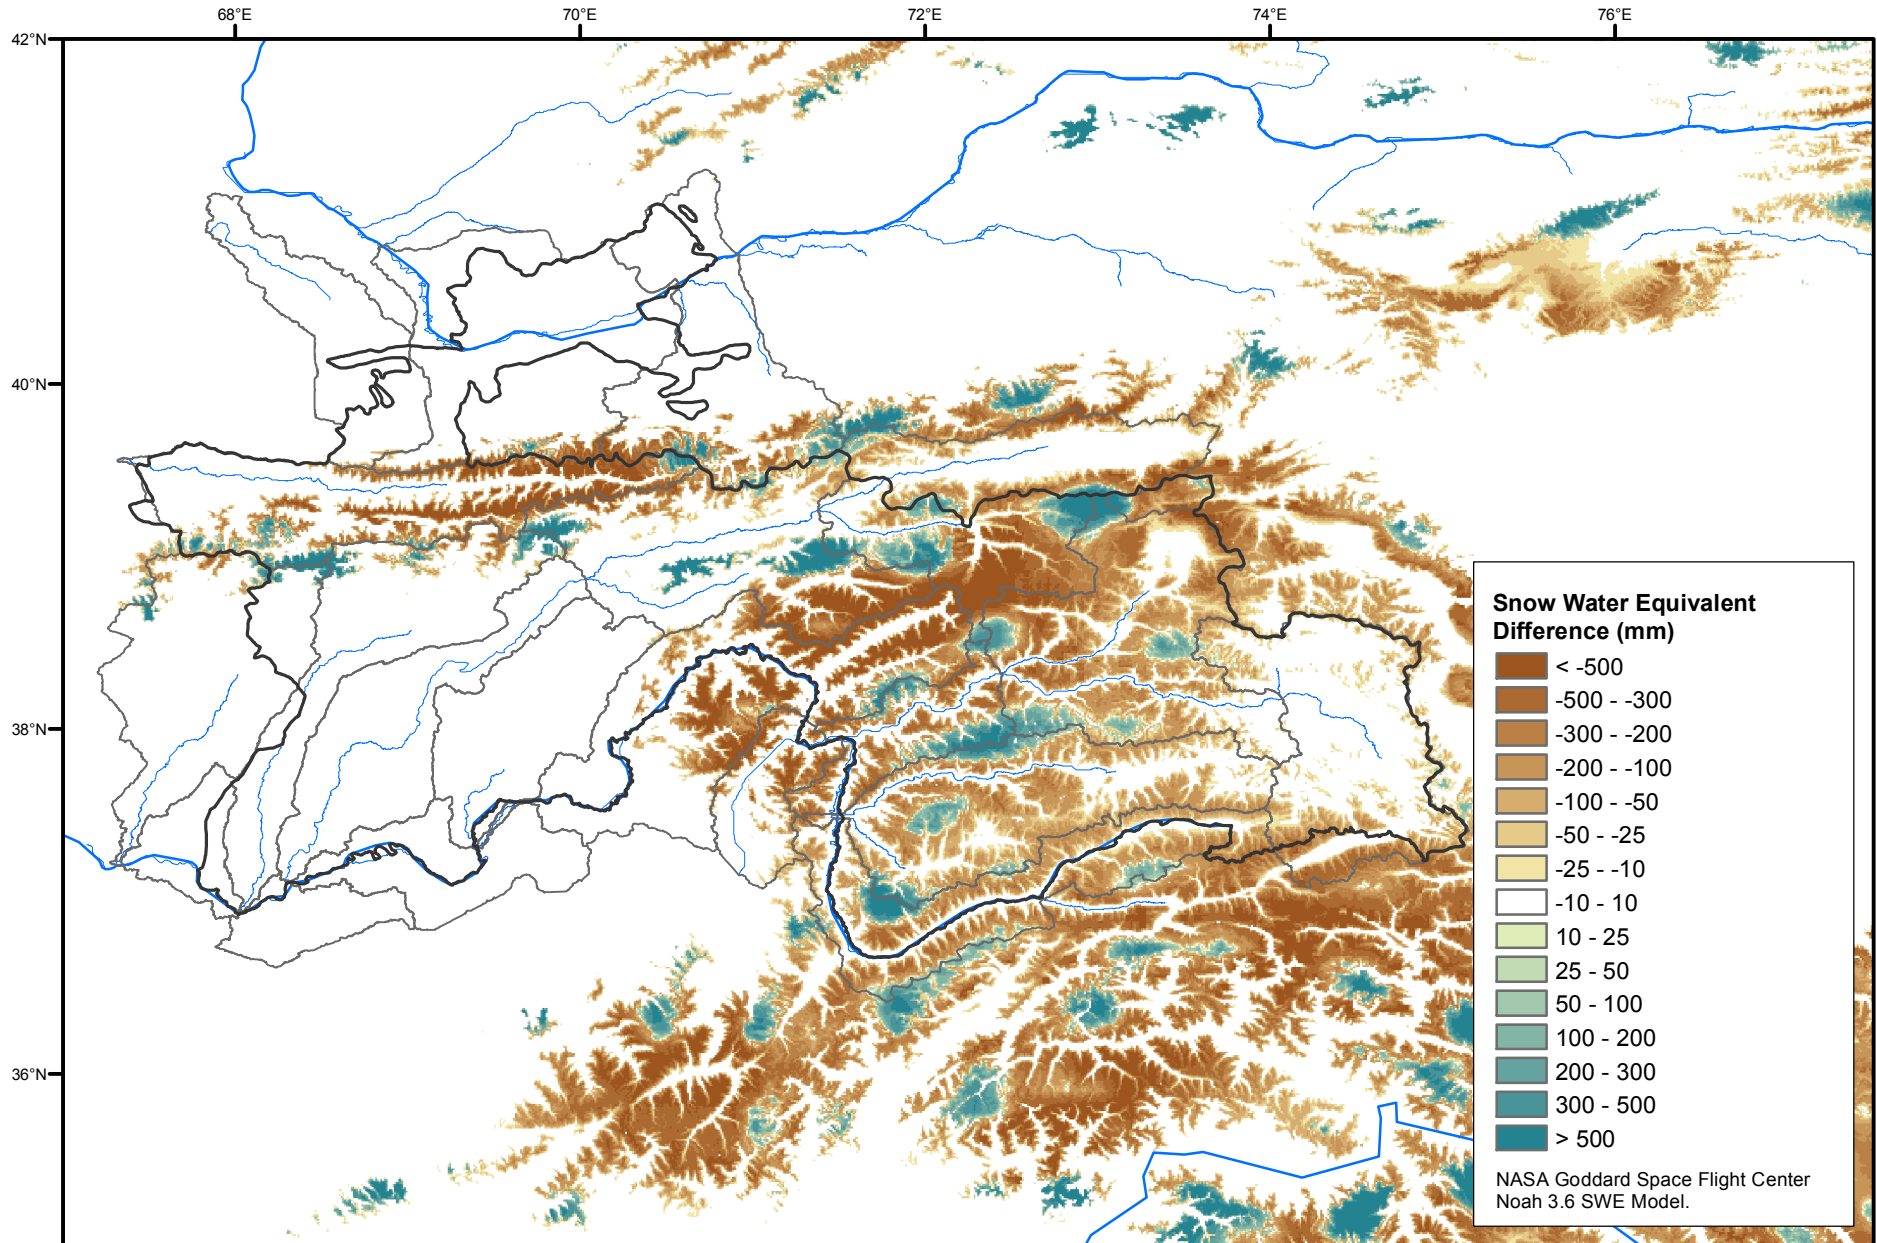 68°E
70°E
72°E
74°E
76°E
42°N
40°N
38°N
36°N
Snow Water Equivalent
Difference (mm)
< -500
-500 - -300
-300 - -200
-200 - -100
-100 - -50
-50 - -25
-25 - -10
-10 - 10
10 - 25
25 - 50
50 - 100
100 - 200
200 - 300
300 - 500
> 500
NASA Goddard Space Flight Center
Noah 3.6 SWE Model.